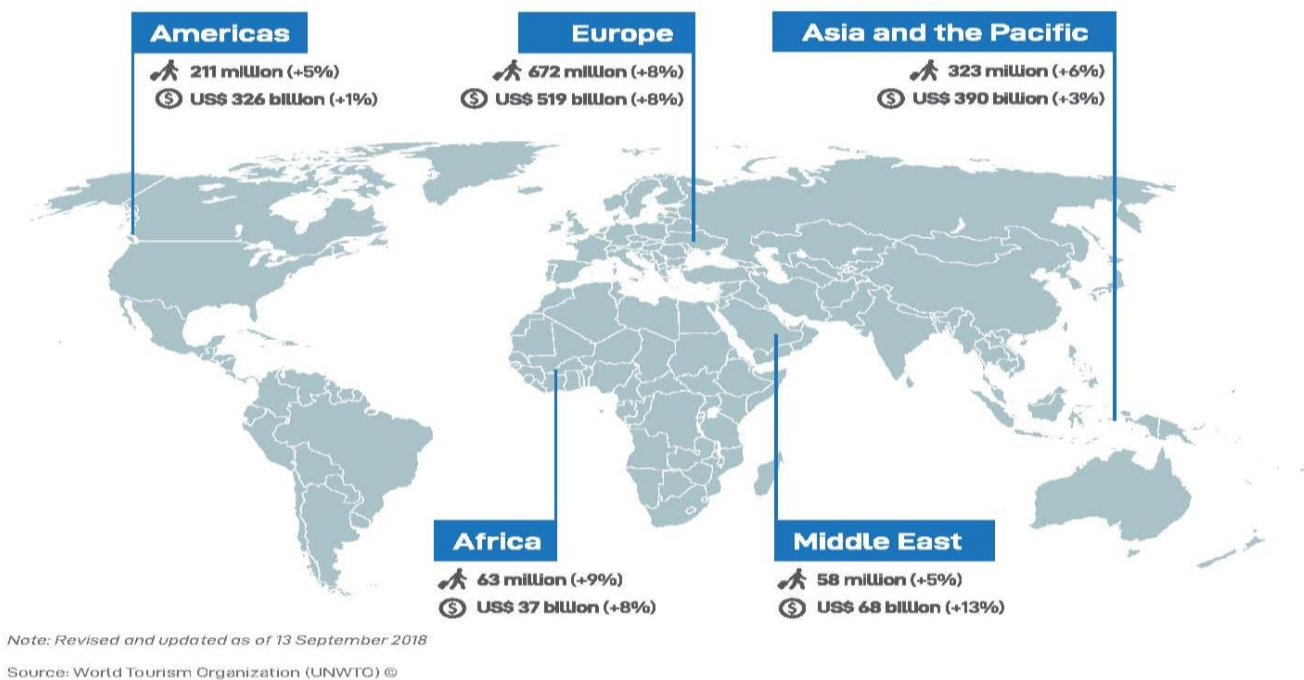 Americas
211 million (+5%)
US$ 326 billion (+1%)
Europe
672 million (+8%)
US$ 519 billion (+8%)
Asia and the Pacific
323 million (+6%)
US$ 390 billion (+3%)
Africa
63 million (+9%)
US$ 37 billion (+8%)
Middle East
58 million (+5%)
US$ 68 billion (+13%)
Note: Revised and updated as of 13 September 2018
Source: World Tourism Organization (UNWTO) ©